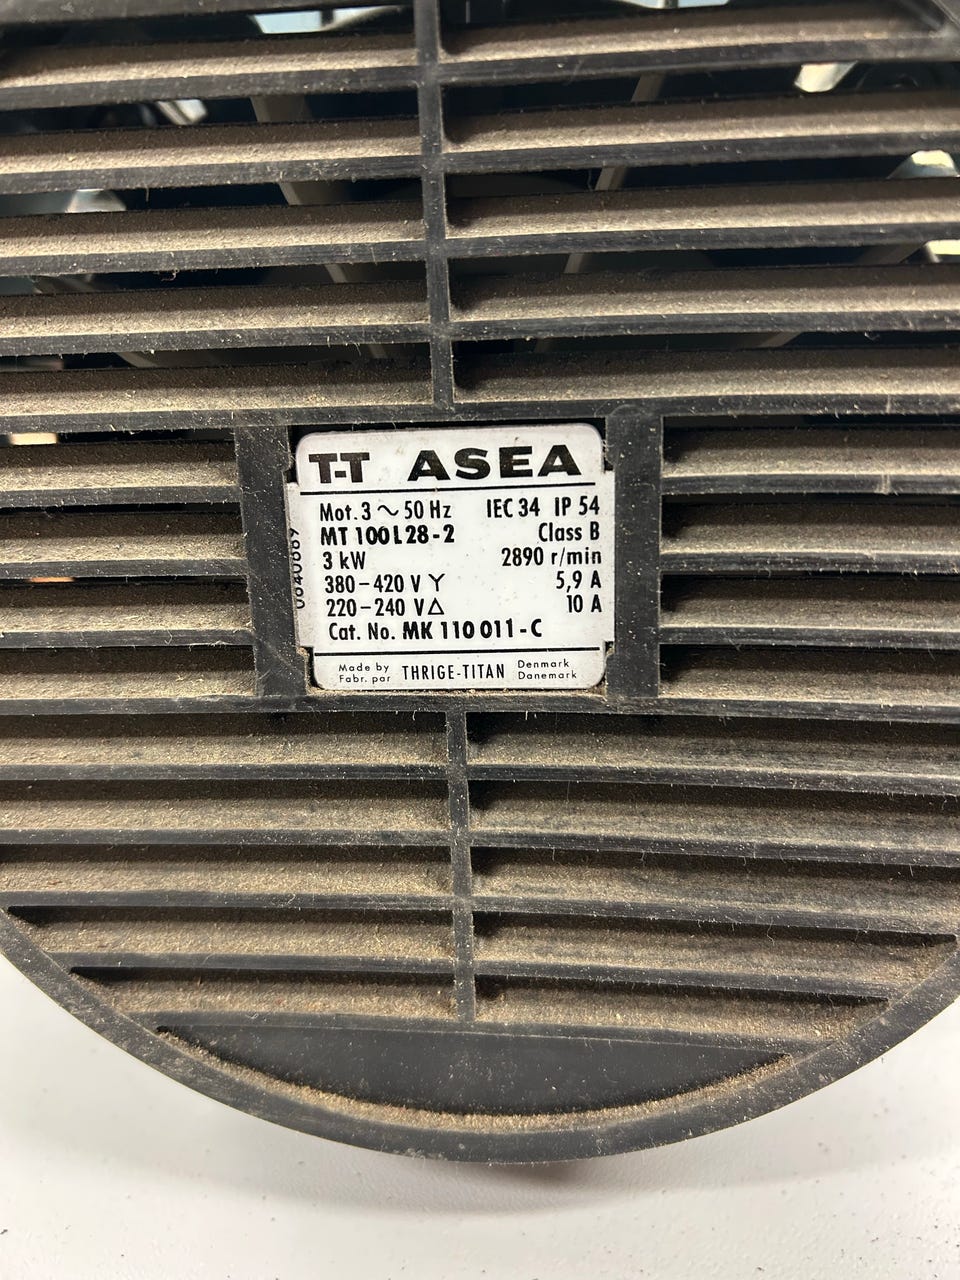 T-T ASEA
Mot. 3 ~ 50 Hz IEC 34 IP 54
MT 100 L 28 - 2 Class B
3 kW 2890 r/min
380 – 420 V Y 5,9 A
220 – 240 V △ 10 A
Cat. No. MK 110 011 - C
Made by THRIGE-TITAN Denmark
Fabr. par Danemark